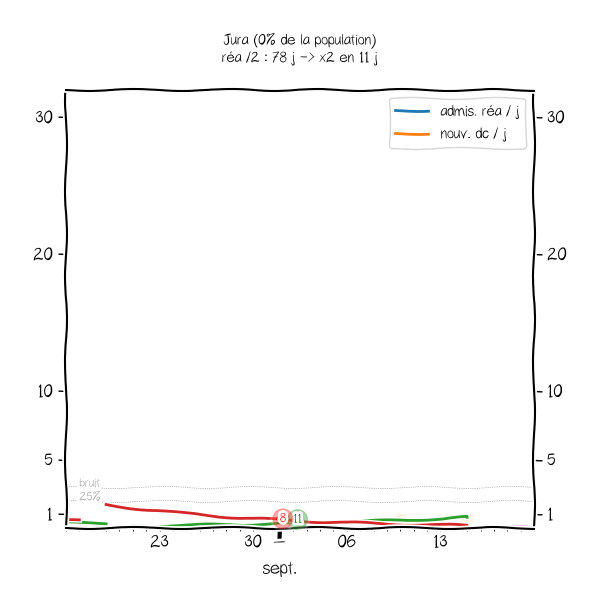 Jura (0% de la population)
réa /2 : 78 j -> x2 en 11 j
admis. réa / j
nouv. dc / j
30
30
20
20
10
10
5
5
bruit
25%
1
1
8
11
23
30
06
13
sept.